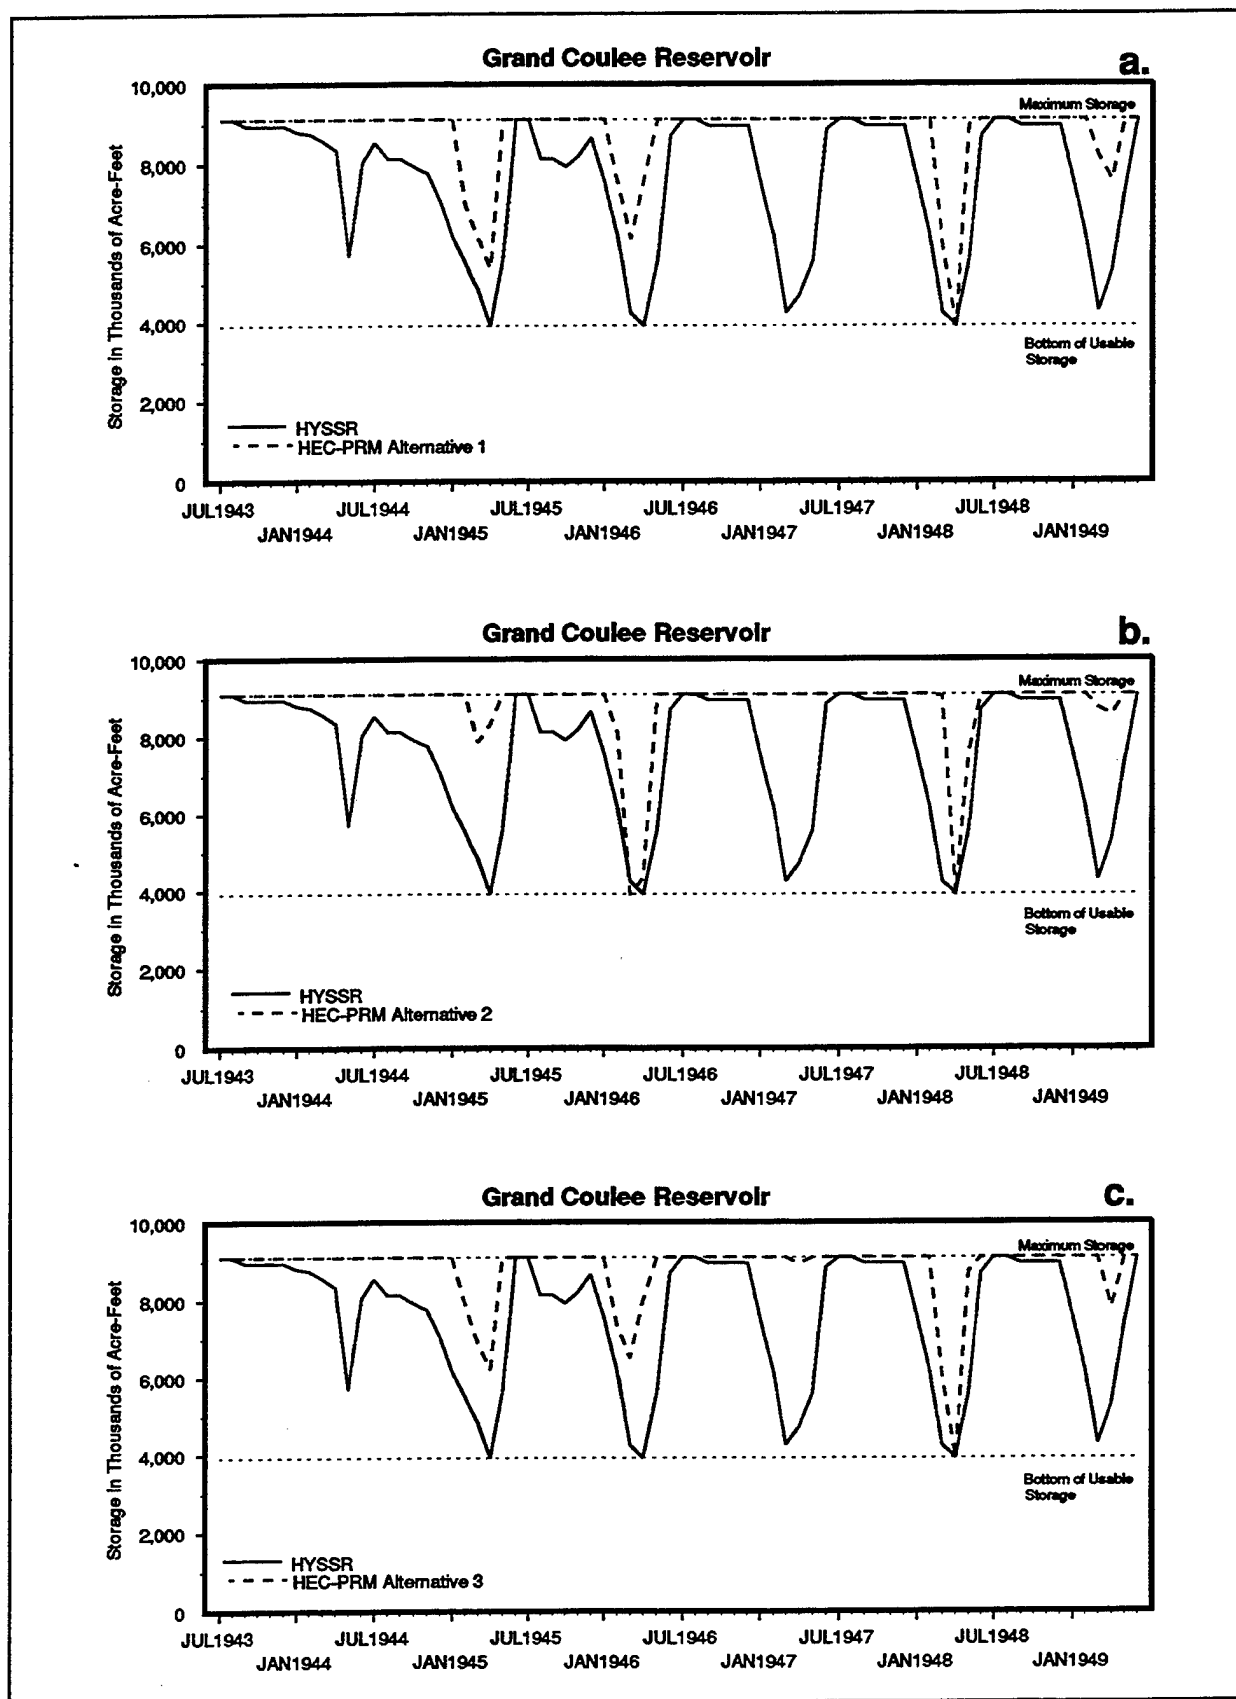 Grand Coulee Reservoir
a.
10,000
Maximum Storage
8,000
6,000
4,000
2,000
0
Storage in Thousands of Acre-Feet
Bottom of Usable
Storage
HYSSR
HEC-PRM Alternative 1
JUL1943
JUL1944
JUL1945
JUL1946
JUL1947
JUL1948
JAN1944
JAN1945
JAN1946
JAN1947
JAN1948
JAN1949
Grand Coulee Reservoir
b.
10,000
Maximum Storage
8,000
6,000
4,000
2,000
0
Storage in Thousands of Acre-Feet
Bottom of Usable
Storage
HYSSR
HEC-PRM Alternative 2
JUL1943
JUL1944
JUL1945
JUL1946
JUL1947
JUL1948
JAN1944
JAN1945
JAN1946
JAN1947
JAN1948
JAN1949
Grand Coulee Reservoir
c.
10,000
Maximum Storage
8,000
6,000
4,000
2,000
0
Storage in Thousands of Acre-Feet
Bottom of Usable
Storage
HYSSR
HEC-PRM Alternative 3
JUL1943
JUL1944
JUL1945
JUL1946
JUL1947
JUL1948
JAN1944
JAN1945
JAN1946
JAN1947
JAN1948
JAN1949